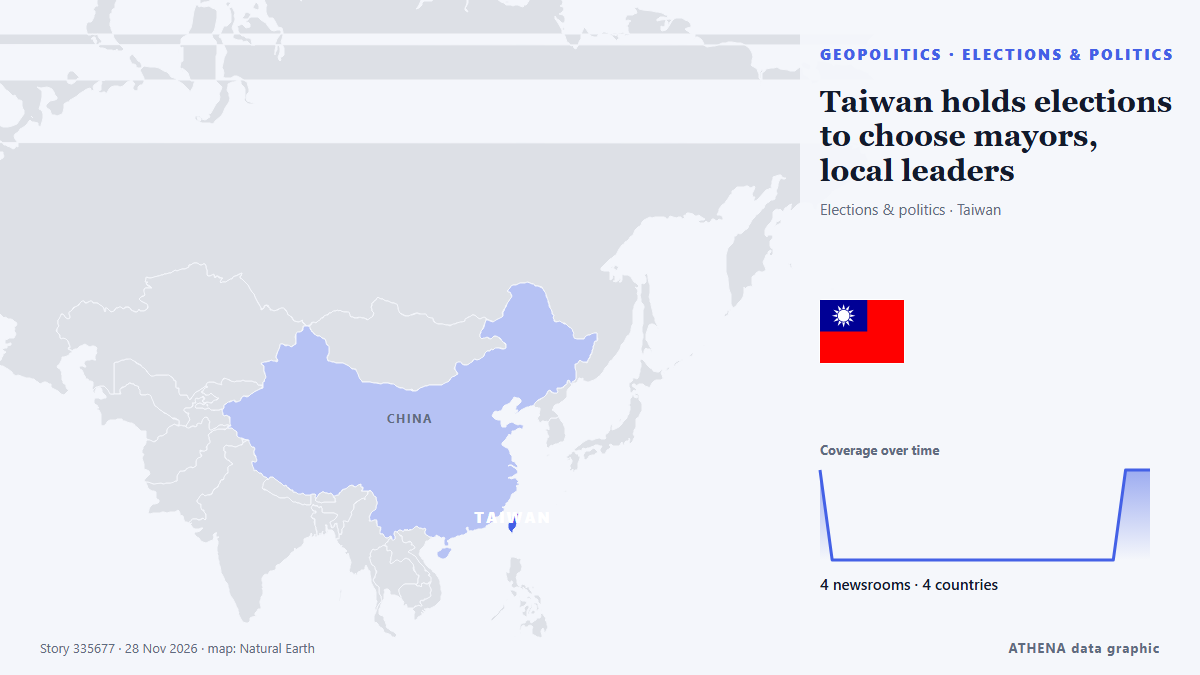 GEOPOLITICS · ELECTIONS & POLITICS
Taiwan holds elections
to choose mayors,
local leaders
Elections & politics · Taiwan
CHINA
TAIWAN
Coverage over time
4 newsrooms · 4 countries
Story 335677 · 28 Nov 2026 · map: Natural Earth
ATHENA data graphic